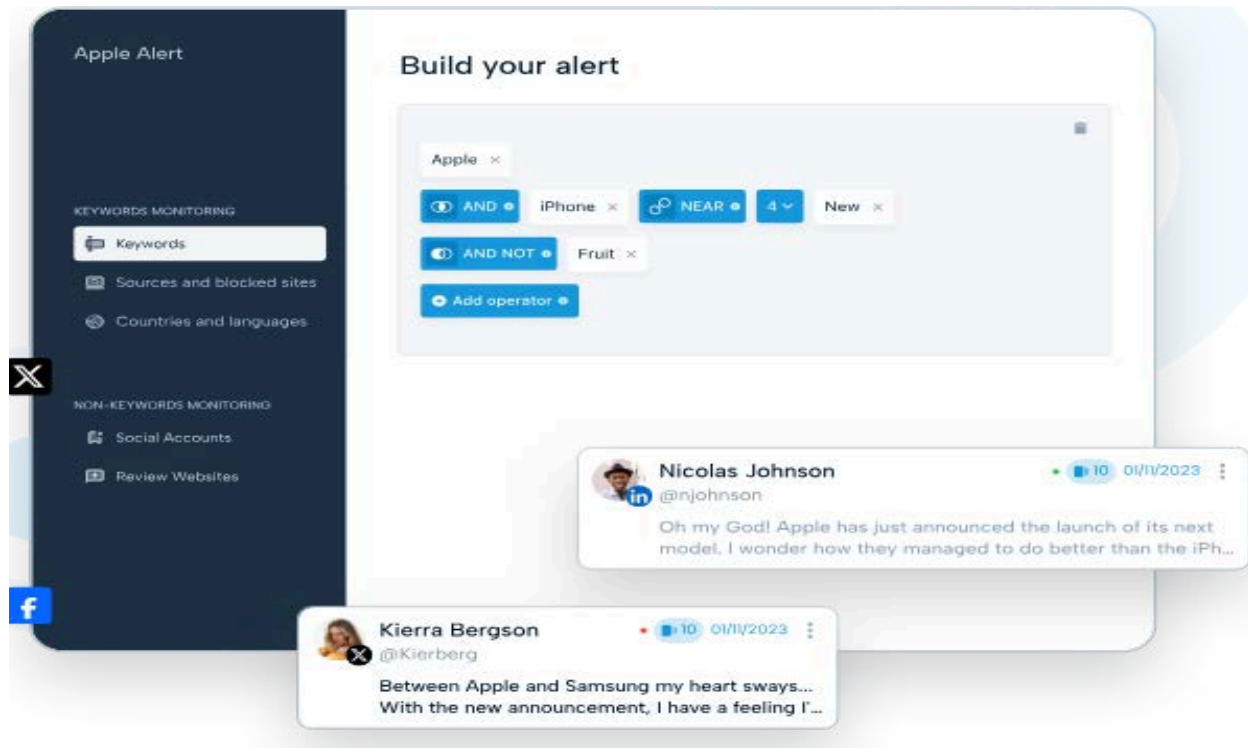 Apple Alert
Build your alert
Apple ×
KEYWORDS MONITORING
AND iPhone × NEAR 4 New ×
Keywords
AND NOT Fruit ×
Sources and blocked sites
Add operator
Countries and languages
X
NON-KEYWORDS MONITORING
Social Accounts
Review Websites
Nicolas Johnson 10 01/11/2023
in @njohnson
Oh my God! Apple has just announced the launch of its next
model, I wonder how they managed to do better than the iPh...
f
Kierra Bergson 10 01/11/2023
X @Kierberg
Between Apple and Samsung my heart sways...
With the new announcement, I have a feeling I'...